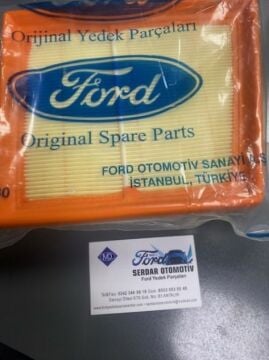 Orijinal Yedek Parçaları
Ford
Original Spare Parts
FORD OTOMOTİV SANAYİ A.Ş
İSTANBUL, TÜRKİYE
MO
Ford
SERDAR OTOMOTİV
Ford Yedek Parçaları